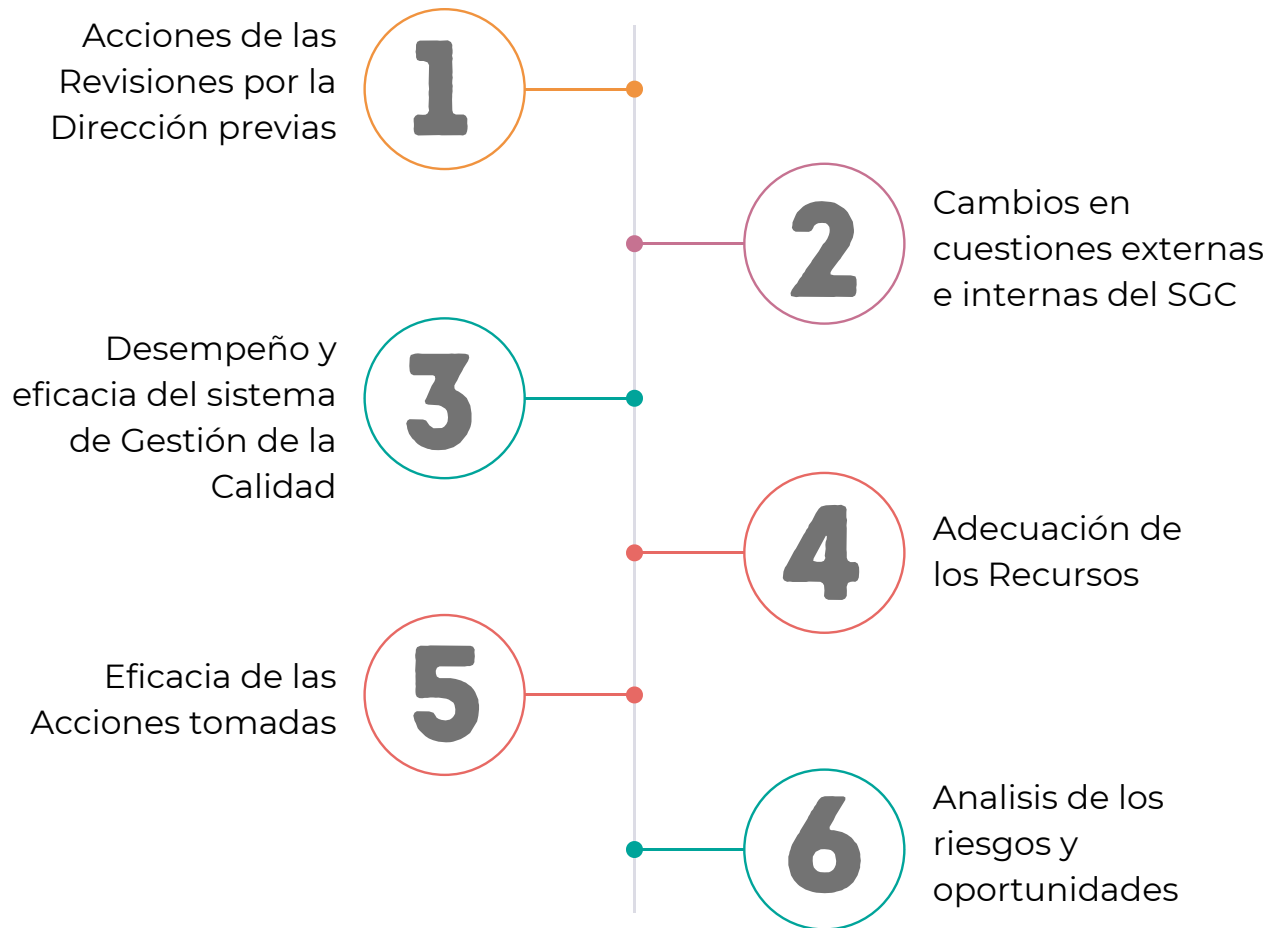 1
Acciones de las
Revisiones por la
Dirección previas
2
Cambios en
cuestiones externas
e internas del SGC
3
Desempeño y
eficacia del sistema
de Gestión de la
Calidad
4
Adecuación de
los Recursos
5
Eficacia de las
Acciones tomadas
6
Analisis de los
riesgos y
oportunidades